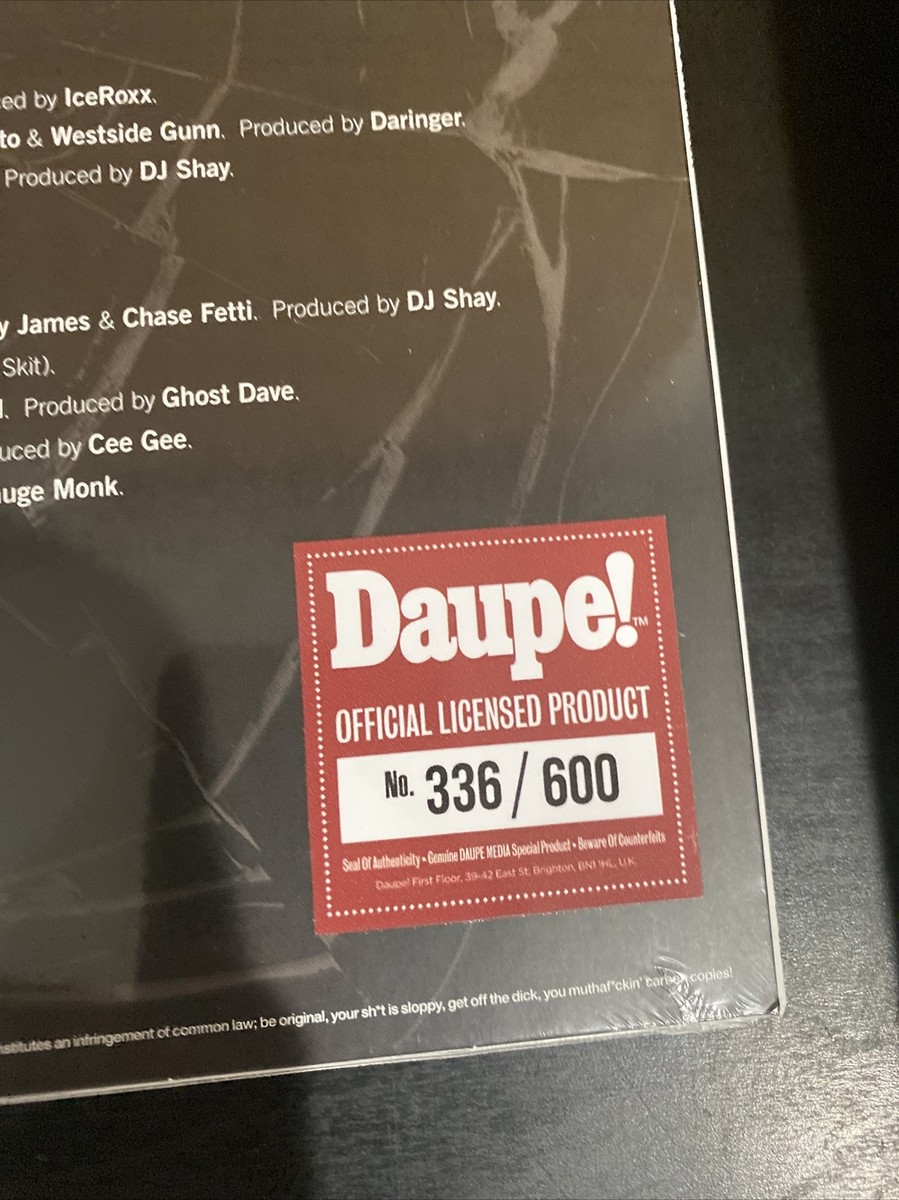 ed by IceRoxx.
to & Westside Gunn. Produced by Daringer.
Produced by DJ Shay.
y James & Chase Fetti. Produced by DJ Shay.
Skit).
. Produced by Ghost Dave.
uced by Cee Gee.
auge Monk.
Daupe!™
OFFICIAL LICENSED PRODUCT
No. 336 / 600
Seal Of Authenticity • Genuine DAUPE MEDIA Special Product • Beware Of Counterfeits
Daupe! First Floor, 39-42 East St, Brighton, BN1 1HL, U.K.
stitutes an infringement of common law; be original, your sh*t is sloppy, get off the dick, you muthaf*ckin' carbon copies!